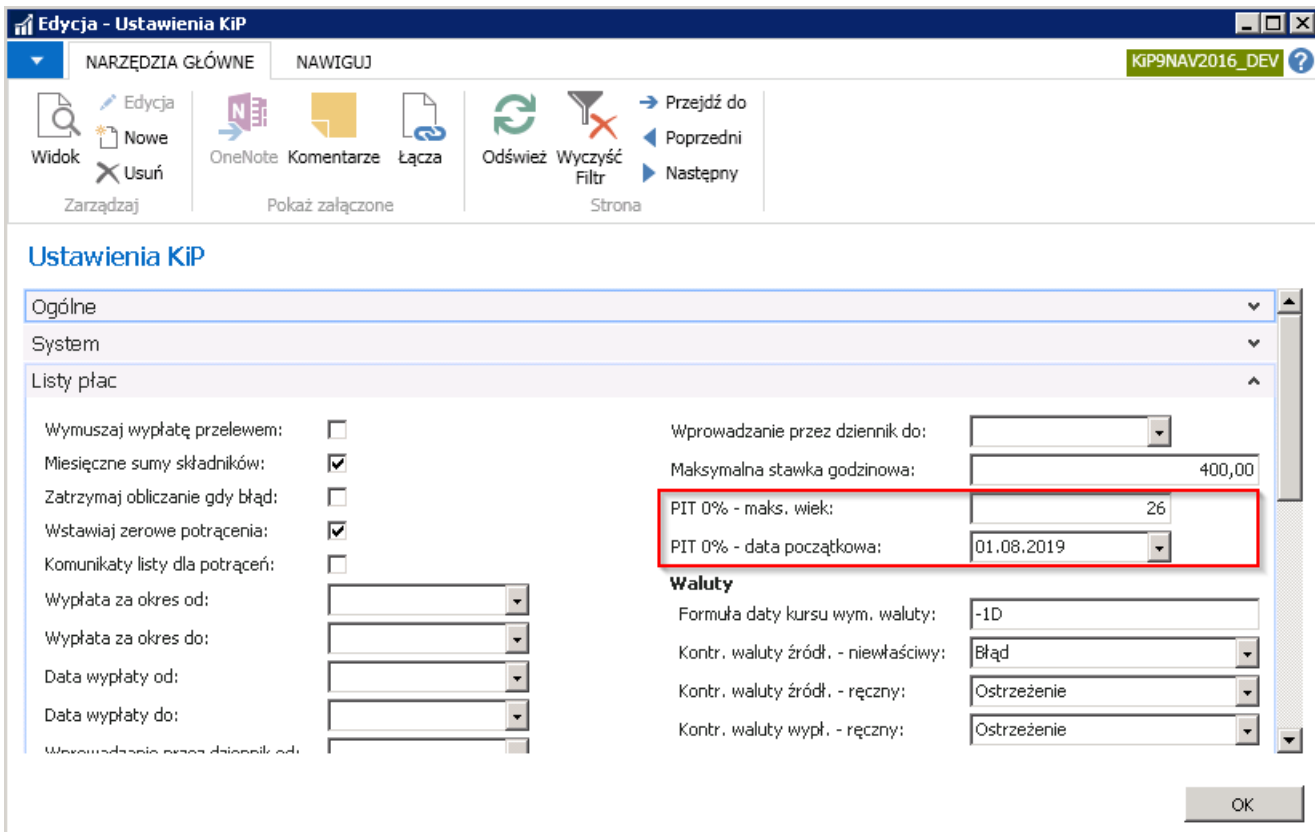 Edycja - Ustawienia KiP
NARZĘDZIA GŁÓWNE NAWIGUJ KiP9NAV2016_DEV ?
Widok
Edycja
Nowe
Usuń
Zarządzaj
OneNote Komentarze Łącza
Pokaż załączone
Odśwież Wyczyść Filtr
Przejdź do
Poprzedni
Następny
Strona
Ustawienia KiP
Ogólne
System
Listy płac
Wymuszaj wypłatę przelewem:
Miesięczne sumy składników:
Zatrzymaj obliczanie gdy błąd:
Wstawiaj zerowe potrącenia:
Komunikaty listy dla potrąceń:
Wypłata za okres od:
Wypłata za okres do:
Data wypłaty od:
Data wypłaty do:
Wprowadzanie przez dziennik od:
Wprowadzanie przez dziennik do:
Maksymalna stawka godzinowa: 400,00
PIT 0% - maks. wiek: 26
PIT 0% - data początkowa: 01.08.2019
Waluty
Formuła daty kursu wym. waluty: -1D
Kontr. waluty źródł. - niewłaściwy: Błąd
Kontr. waluty źródł. - ręczny: Ostrzeżenie
Kontr. waluty wypł. - ręczny: Ostrzeżenie
OK